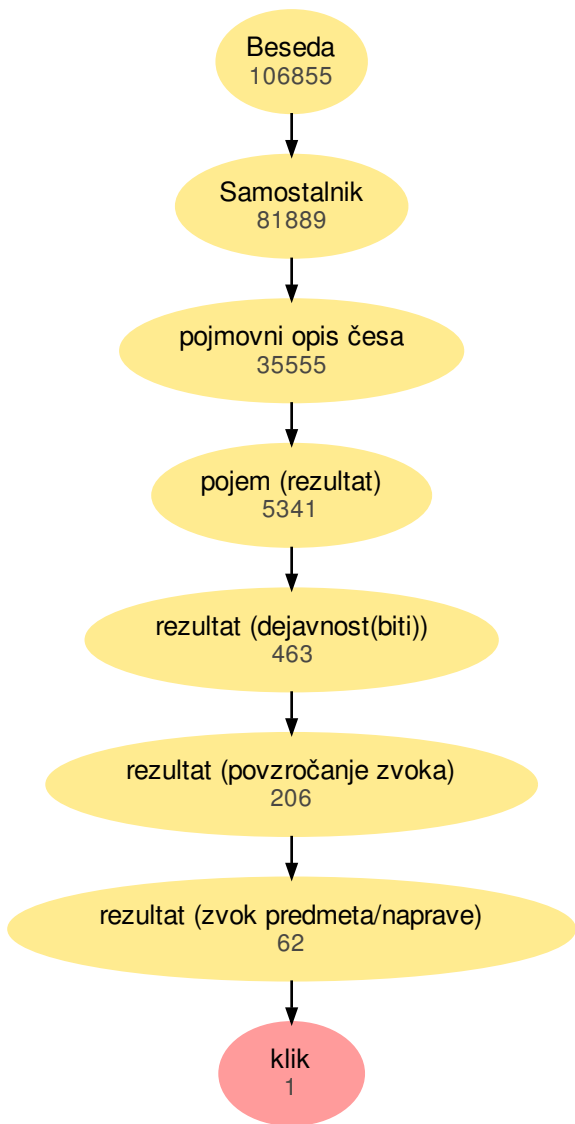 Beseda
106855
Samostalnik
81889
pojmovni opis česa
35555
pojem (rezultat)
5341
rezultat (dejavnost(biti))
463
rezultat (povzročanje zvoka)
206
rezultat (zvok predmeta/naprave)
62
klik
1